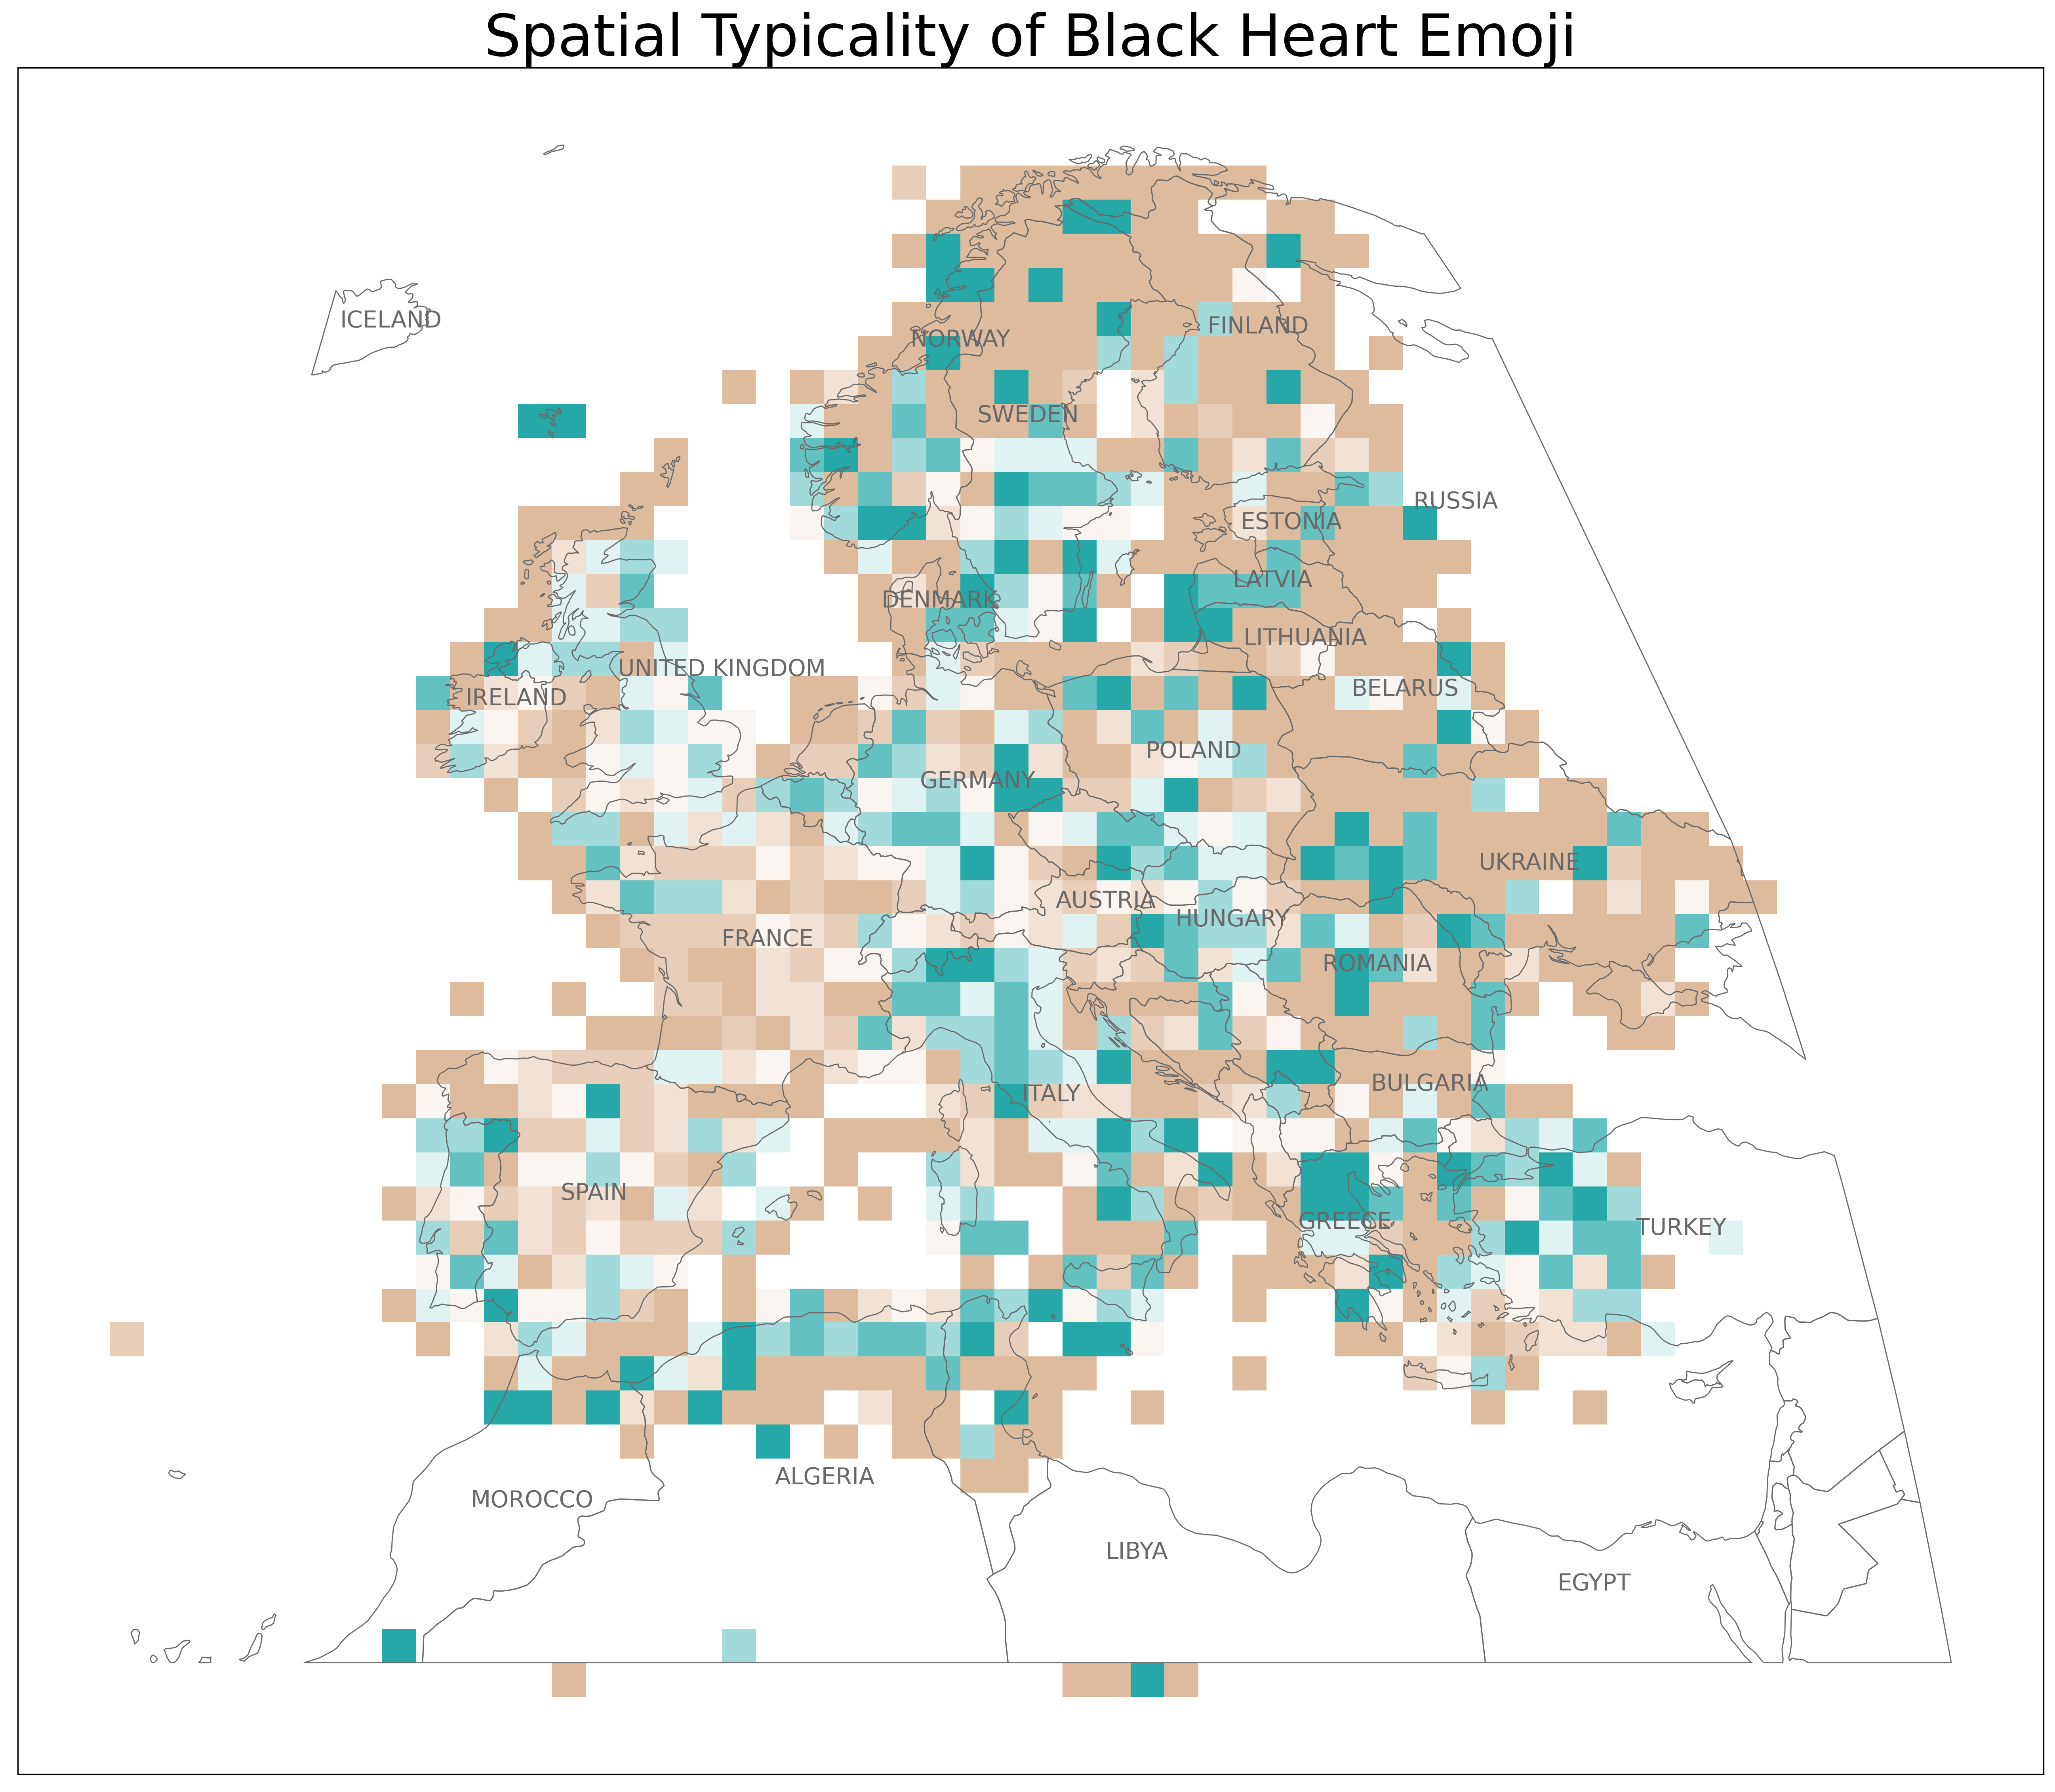 Spatial Typicality of Black Heart Emoji
ICELAND
FINLAND
NORWAY
SWEDEN
RUSSIA
ESTONIA
LATVIA
DENMARK
LITHUANIA
UNITED KINGDOM
BELARUS
IRELAND
POLAND
GERMANY
UKRAINE
AUSTRIA
HUNGARY
FRANCE
ROMANIA
BULGARIA
ITALY
SPAIN
GREECE
TURKEY
ALGERIA
MOROCCO
LIBYA
EGYPT